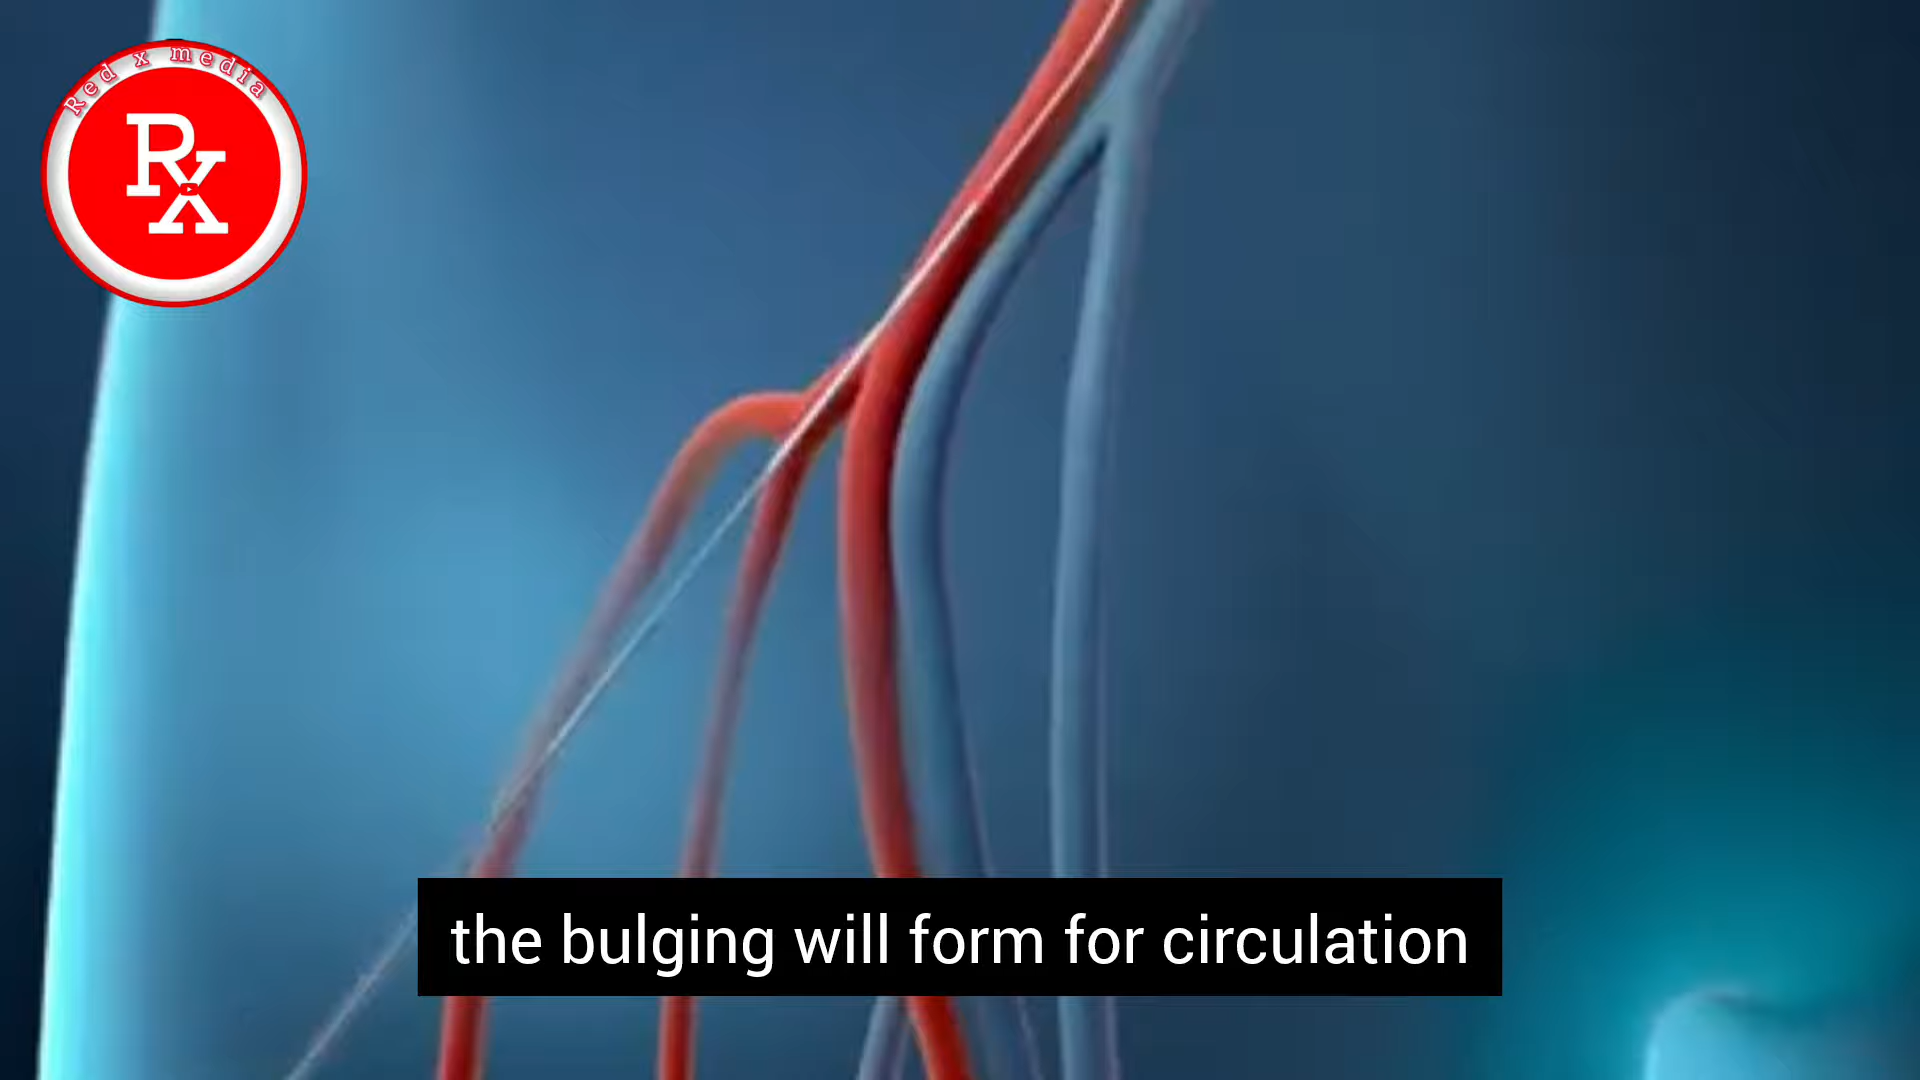 Red x media
Rx
the bulging will form for circulation